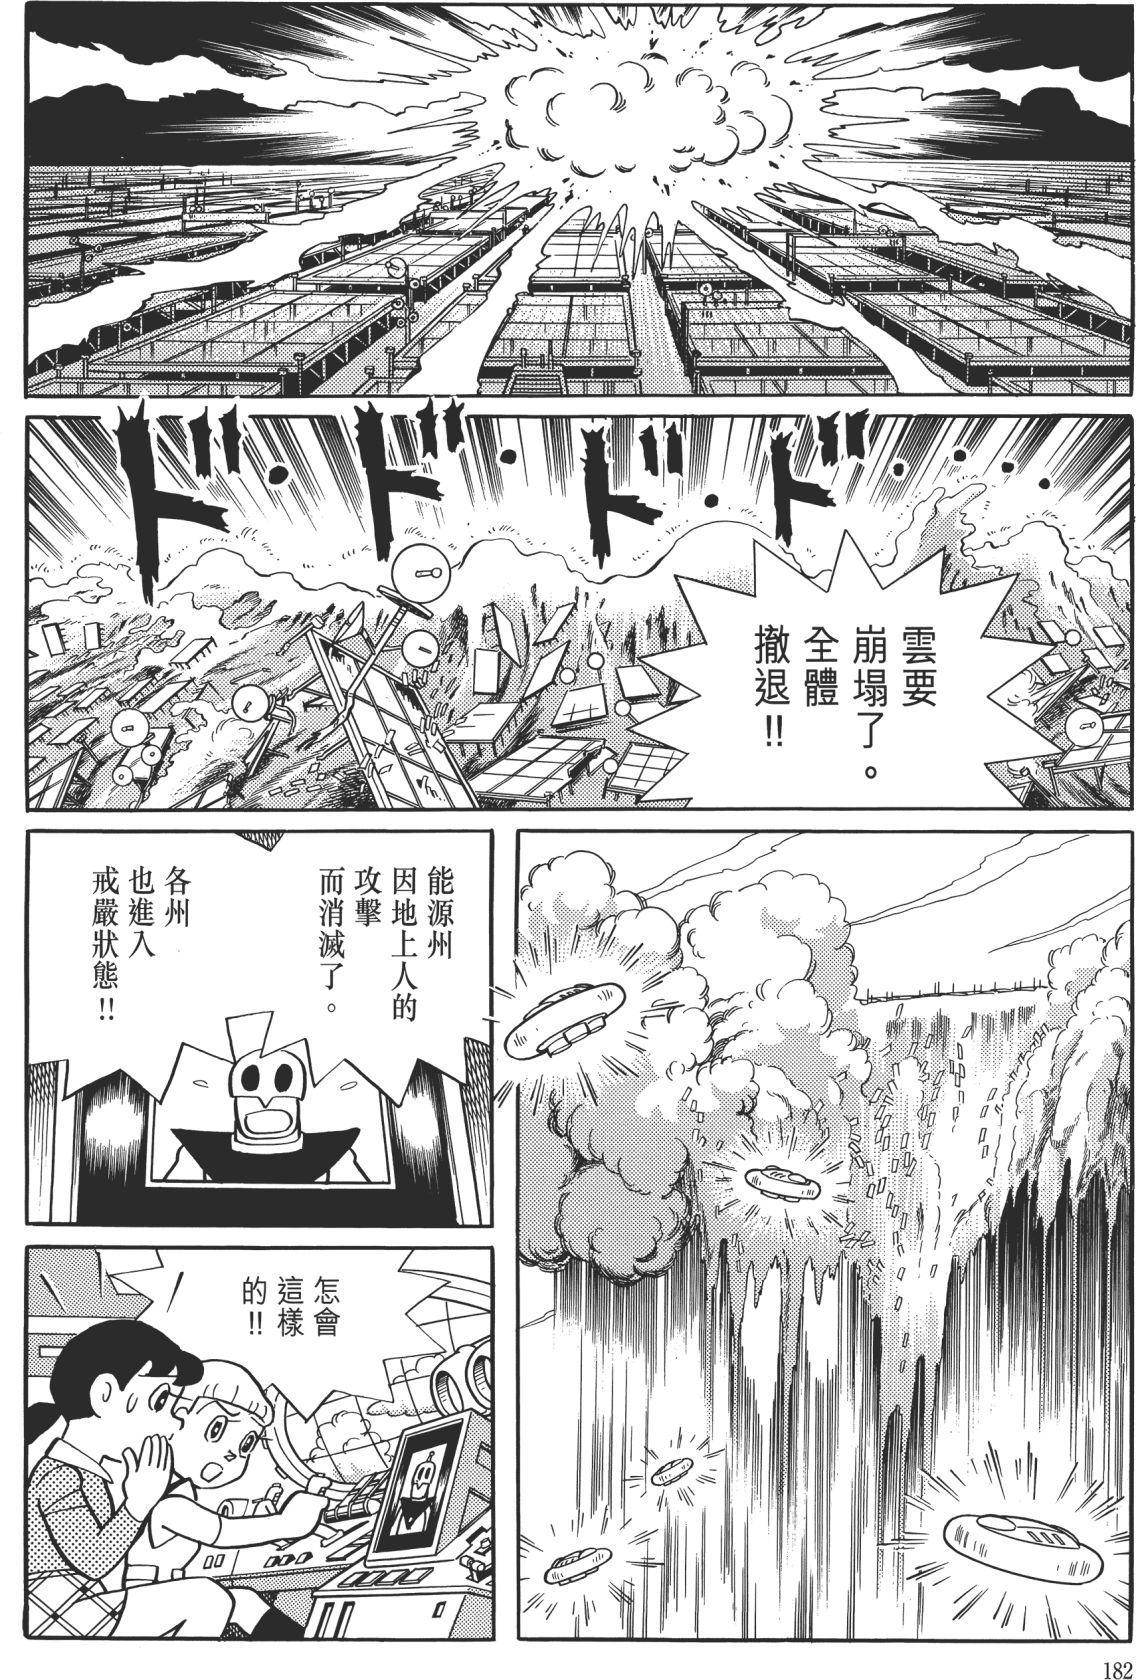 ドドドド
雲要
崩塌了。
全體
撤退!!
能源州
因地上人的
攻擊
而消滅了。
各州
也進入
戒嚴狀態!!
怎會
這樣
的!!
182